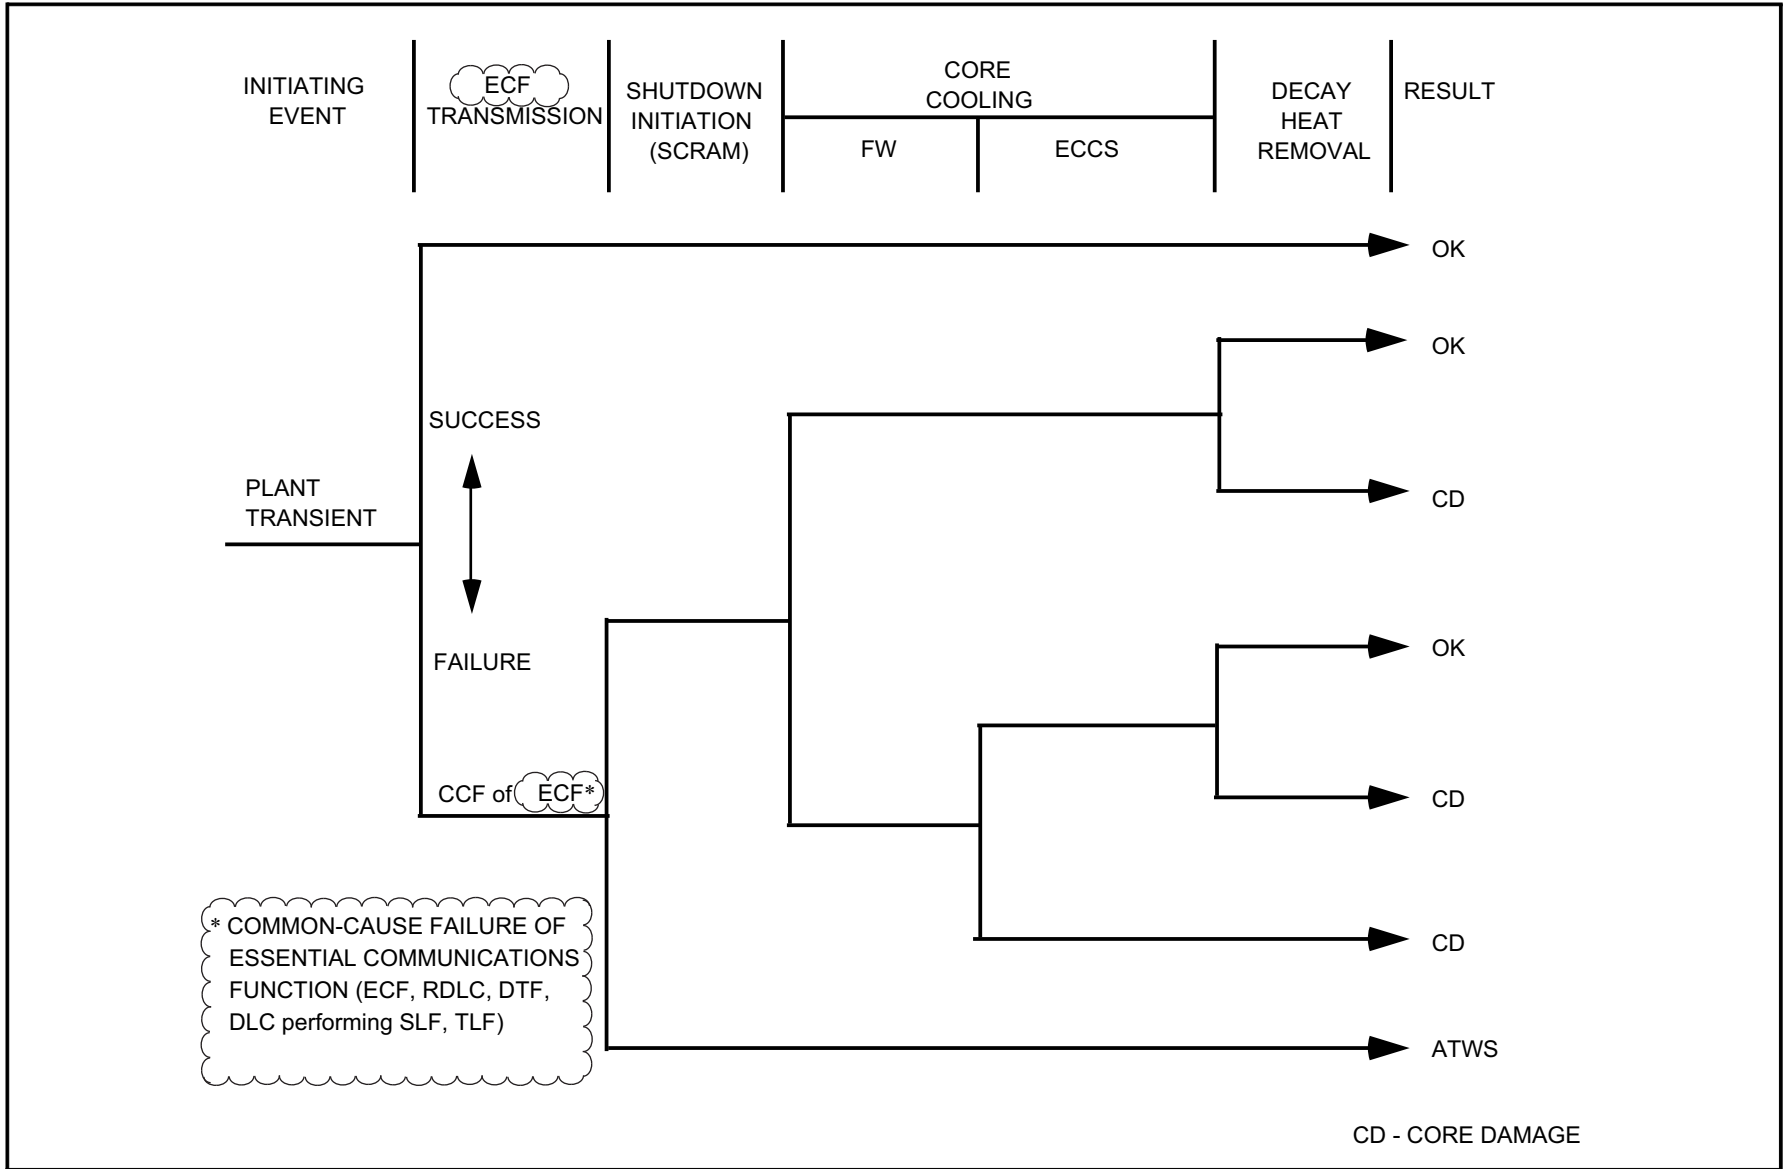 INITIATING
EVENT
ECF
TRANSMISSION
SHUTDOWN
INITIATION
(SCRAM)
CORE
COOLING
FW
ECCS
DECAY
HEAT
REMOVAL
RESULT
OK
OK
SUCCESS
PLANT
TRANSIENT
CD
FAILURE
OK
CCF of ECF*
CD
* COMMON-CAUSE FAILURE OF
ESSENTIAL COMMUNICATIONS
FUNCTION (ECF, RDLC, DTF,
DLC performing SLF, TLF)
CD
ATWS
CD - CORE DAMAGE